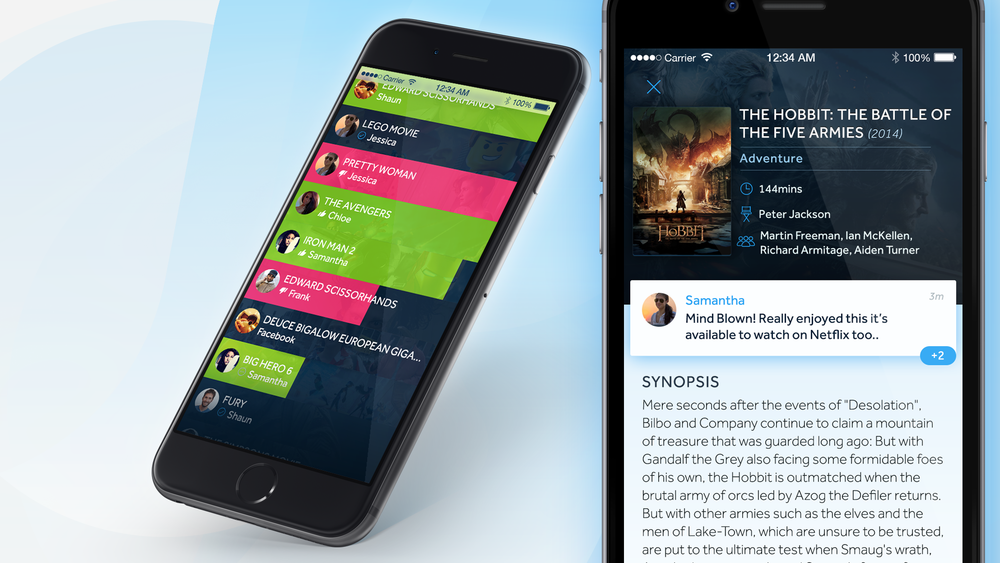 Carrier
12:34 AM
100%
EDWARD SCISSORHANDS
Shaun
LEGO MOVIE
Jessica
PRETTY WOMAN
Jessica
THE AVENGERS
Chloe
IRON MAN 2
Samantha
EDWARD SCISSORHANDS
Frank
DEUCE BIGALOW EUROPEAN GIGA...
Facebook
BIG HERO 6
Samantha
FURY
Shaun
Carrier
12:34 AM
100%
THE HOBBIT: THE BATTLE OF
THE FIVE ARMIES (2014)
Adventure
144mins
Peter Jackson
Martin Freeman, Ian McKellen,
Richard Armitage, Aiden Turner
HOBBIT
Samantha
3m
Mind Blown! Really enjoyed this it's
available to watch on Netflix too..
+2
SYNOPSIS
Mere seconds after the events of "Desolation",
Bilbo and Company continue to claim a mountain
of treasure that was guarded long ago: But with
Gandalf the Grey also facing some formidable foes
of his own, the Hobbit is outmatched when the
brutal army of orcs led by Azog the Defiler returns.
But with other armies such as the elves and the
men of Lake-Town, which are unsure to be trusted,
are put to the ultimate test when Smaug's wrath,